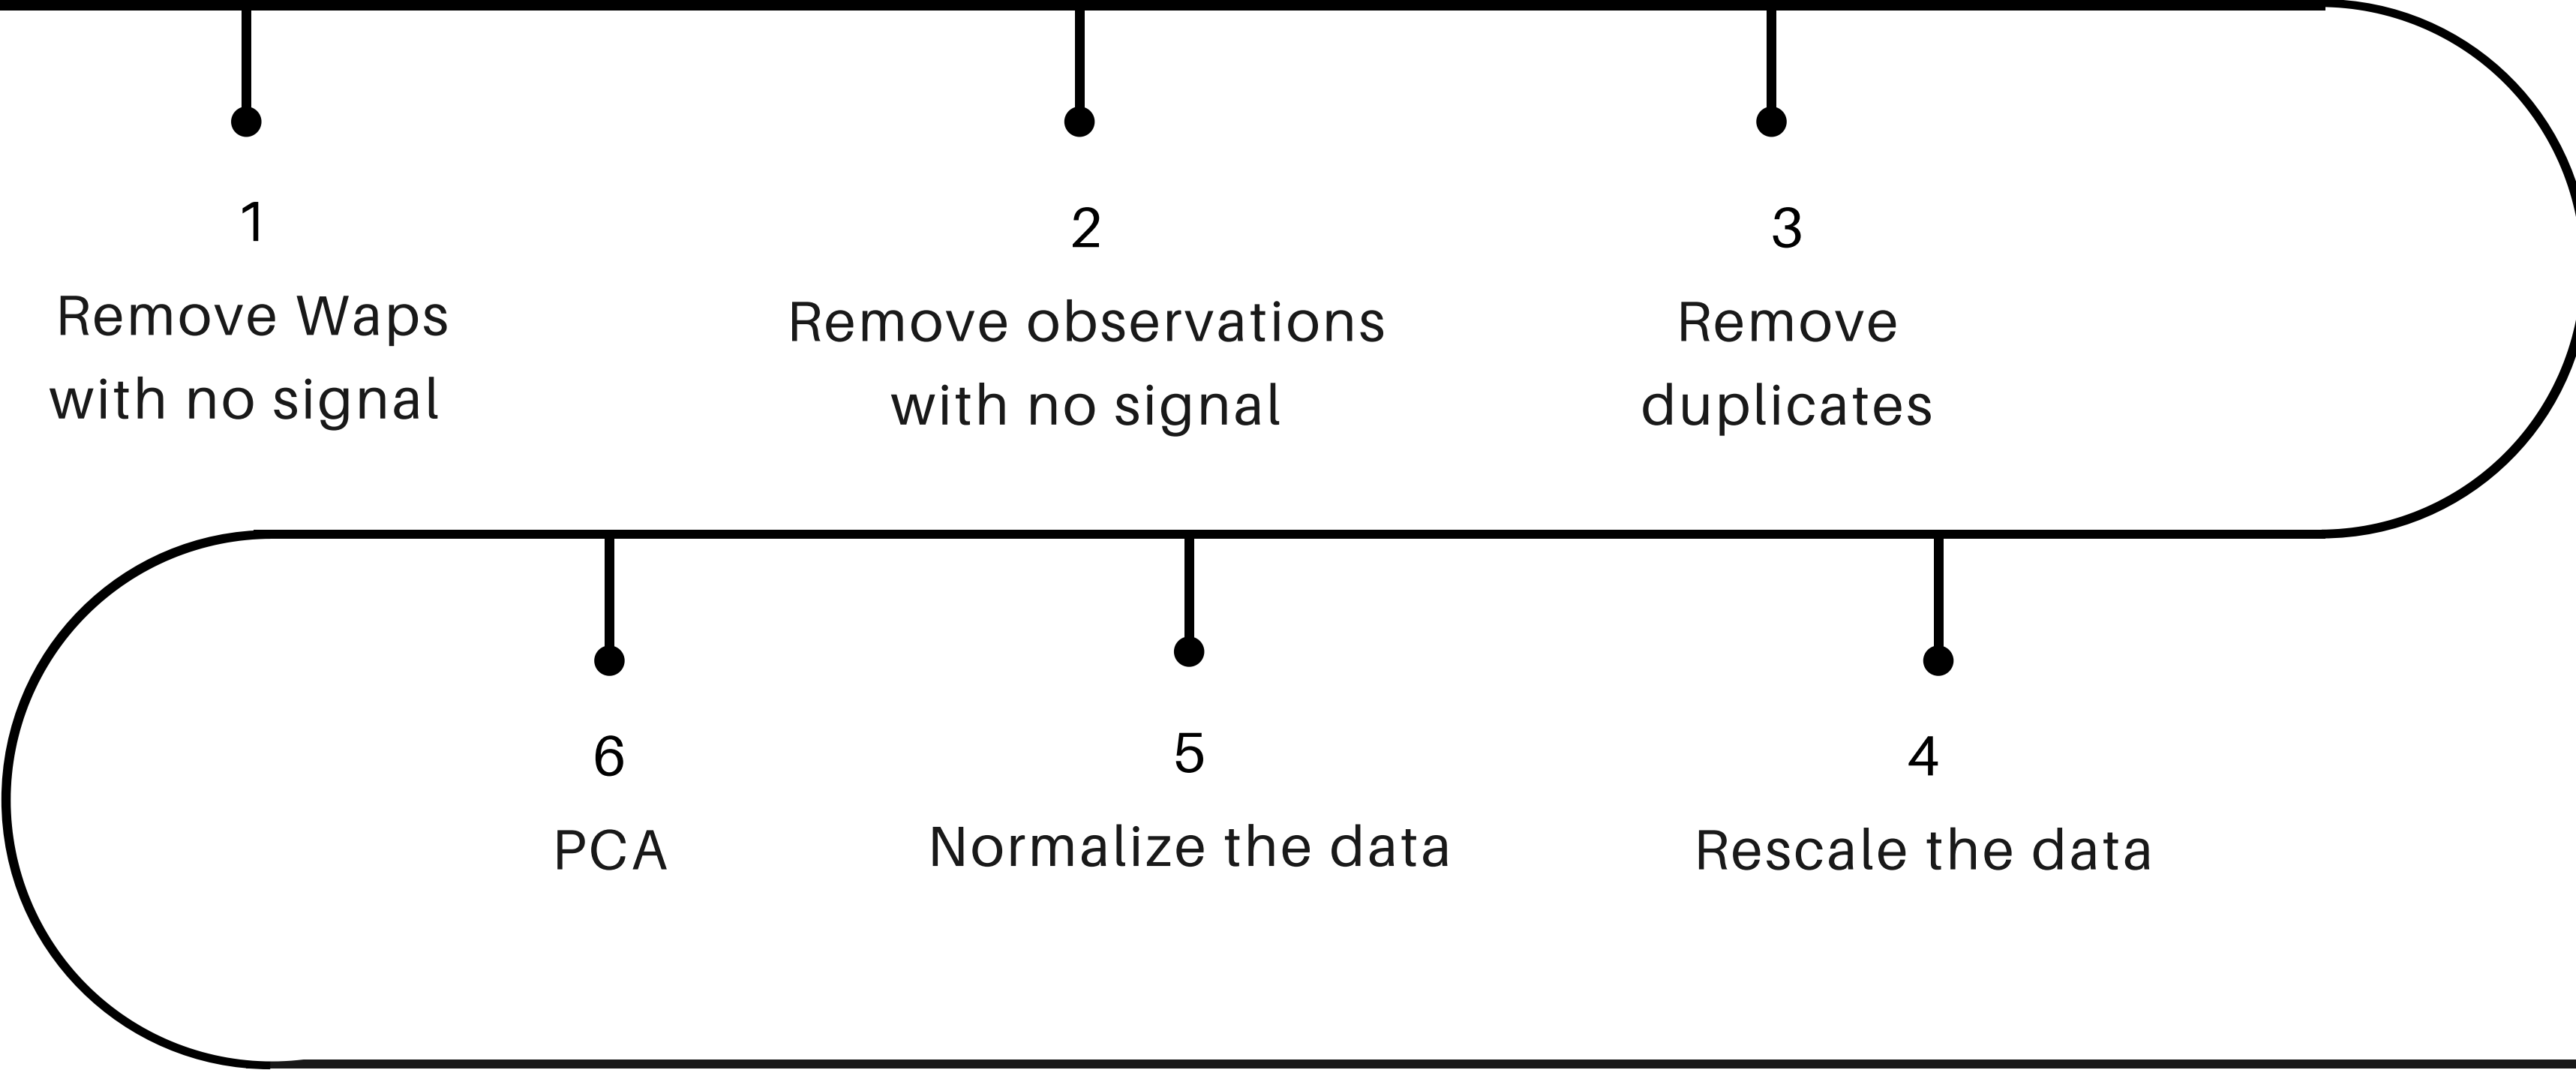 1
Remove Waps
with no signal
2
Remove observations
with no signal
3
Remove
duplicates
4
Rescale the data
5
Normalize the data
6
PCA